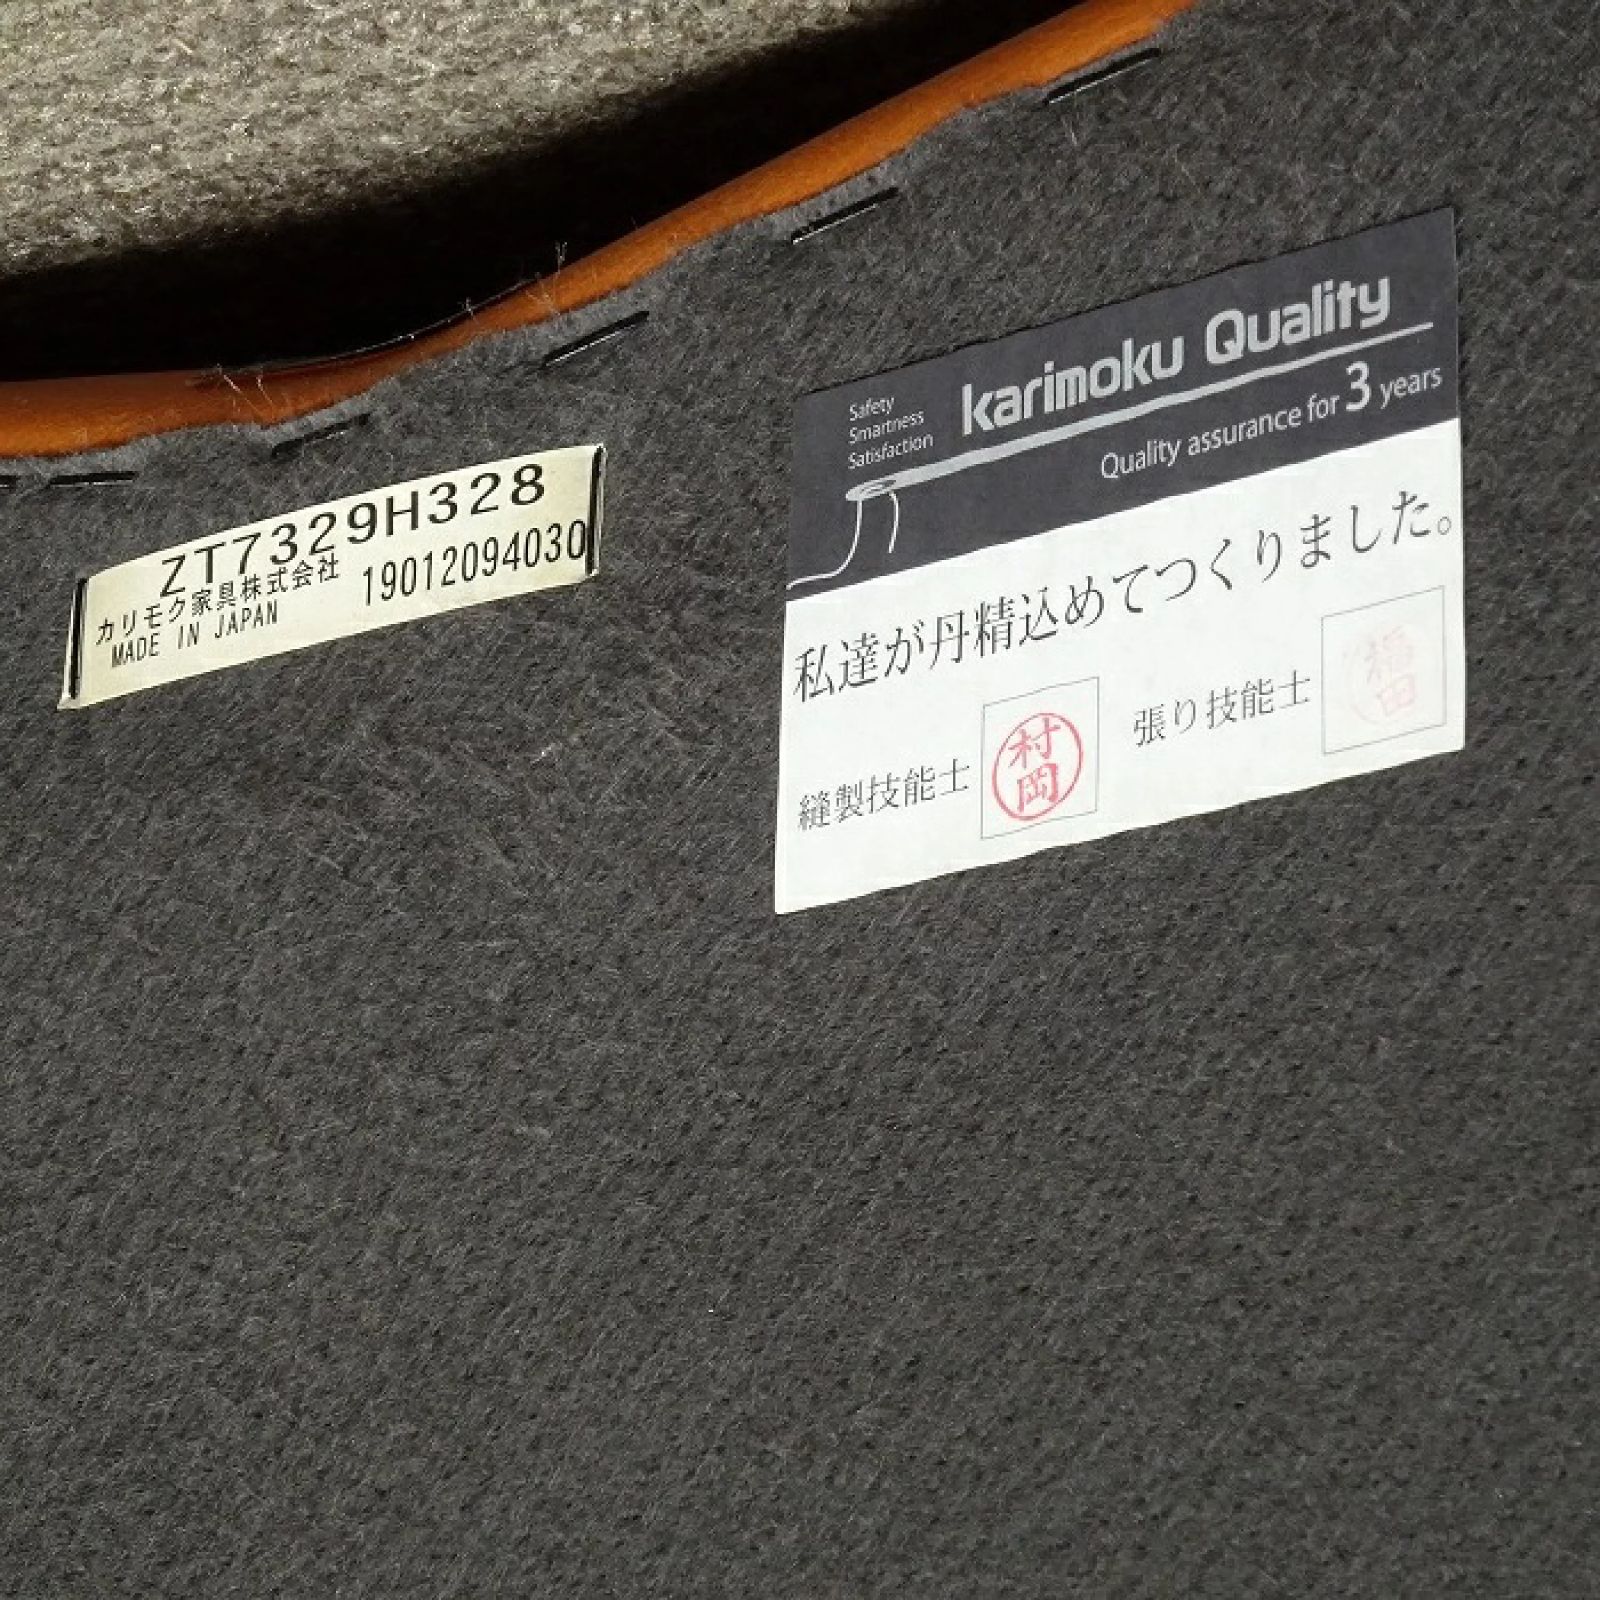 ZT7329H328
カリモク家具株式会社
MADE IN JAPAN
19012094030
Safety
Smartness
Satisfaction
karimoku Quality
Quality assurance for 3 years
私達が丹精込めてつくりました。
縫製技能士
村岡
張り技能士
福田